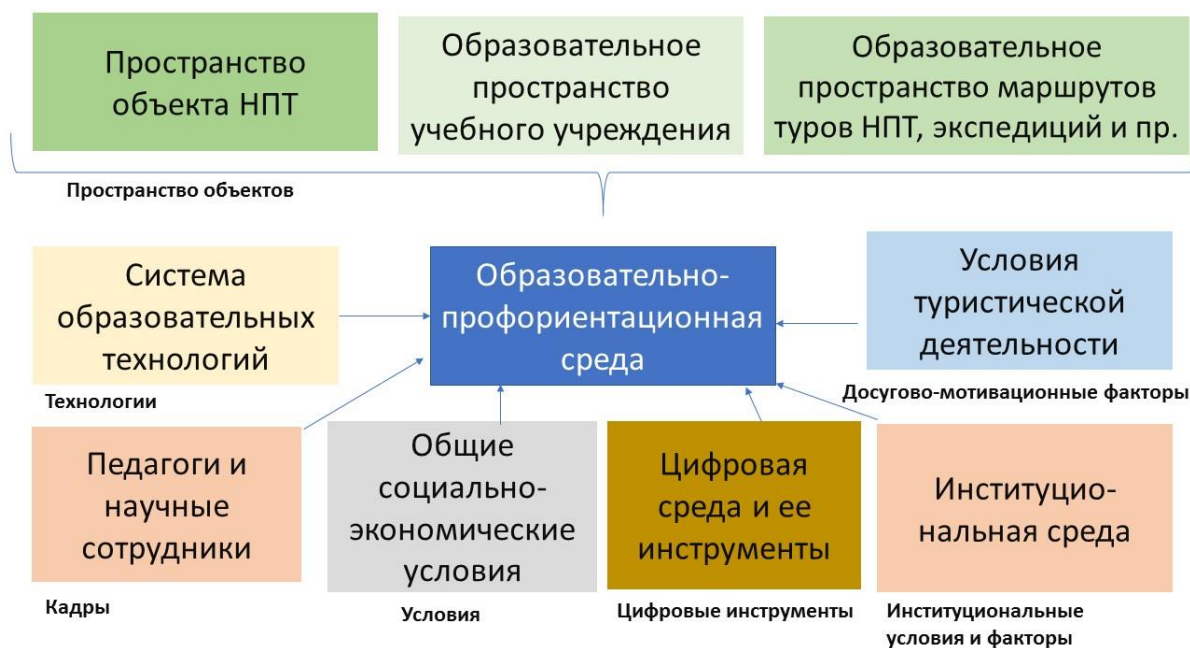 Пространство
объекта НПТ
Образовательное
пространство
учебного учреждения
Образовательное
пространство маршрутов
туров НПТ, экспедиций и пр.
Пространство объектов
Система
образовательных
технологий
Технологии
Образовательно-
профориентационная
среда
Условия
туристической
деятельности
Досугово-мотивационные факторы
Педагоги и
научные
сотрудники
Кадры
Общие
социально-
экономические
условия
Условия
Цифровая
среда и ее
инструменты
Цифровые инструменты
Институцио-
нальная среда
Институциональные
условия и факторы